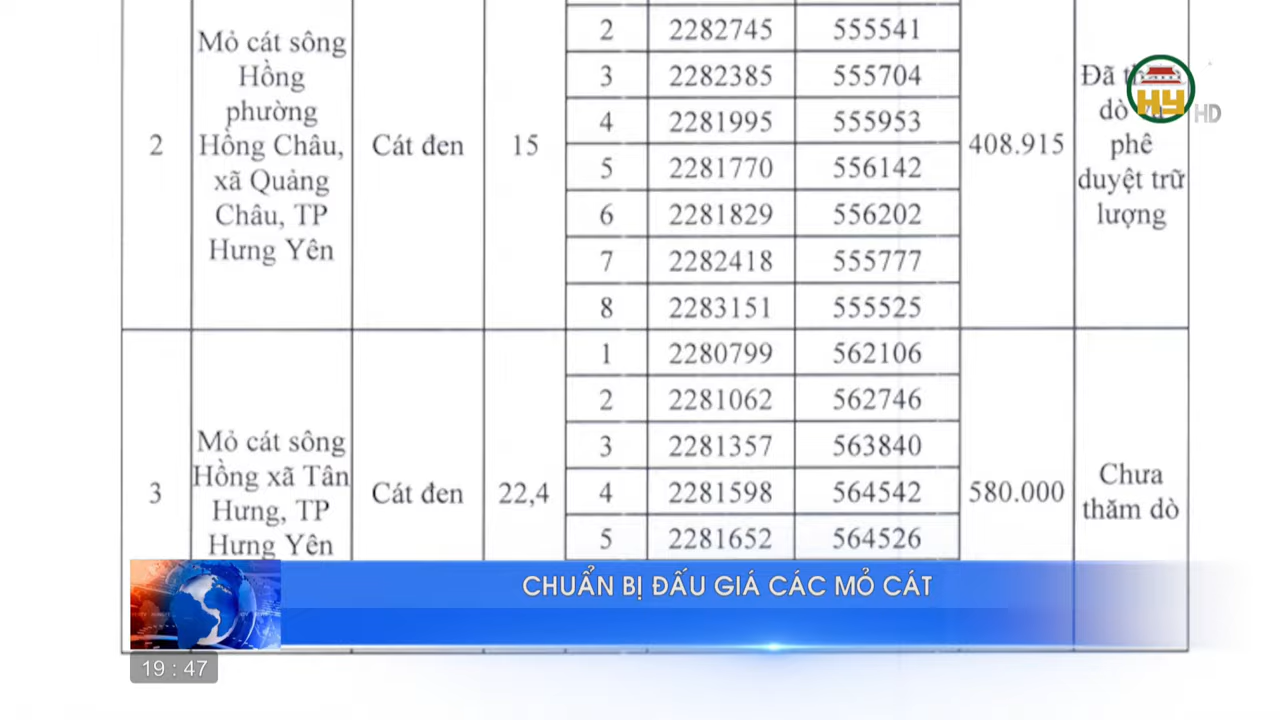 2 2282745 555541
Mỏ cát sông
Hồng
phường
Hồng Châu,
xã Quảng
Châu, TP
Hưng Yên
2
Cát đen
15
3 2282385 555704
4 2281995 555953
5 2281770 556142
6 2281829 556202
7 2282418 555777
8 2283151 555525
408.915
Đã
dò
phê
duyệt trữ
lượng
HY HD
3
Mỏ cát sông
Hồng xã Tân
Hưng, TP
Hưng Yên
Cát đen
22,4
1 2280799 562106
2 2281062 562746
3 2281357 563840
4 2281598 564542
5 2281652 564526
580.000
Chưa
thăm dò
CHUẨN BỊ ĐẤU GIÁ CÁC MỎ CÁT
19 : 47